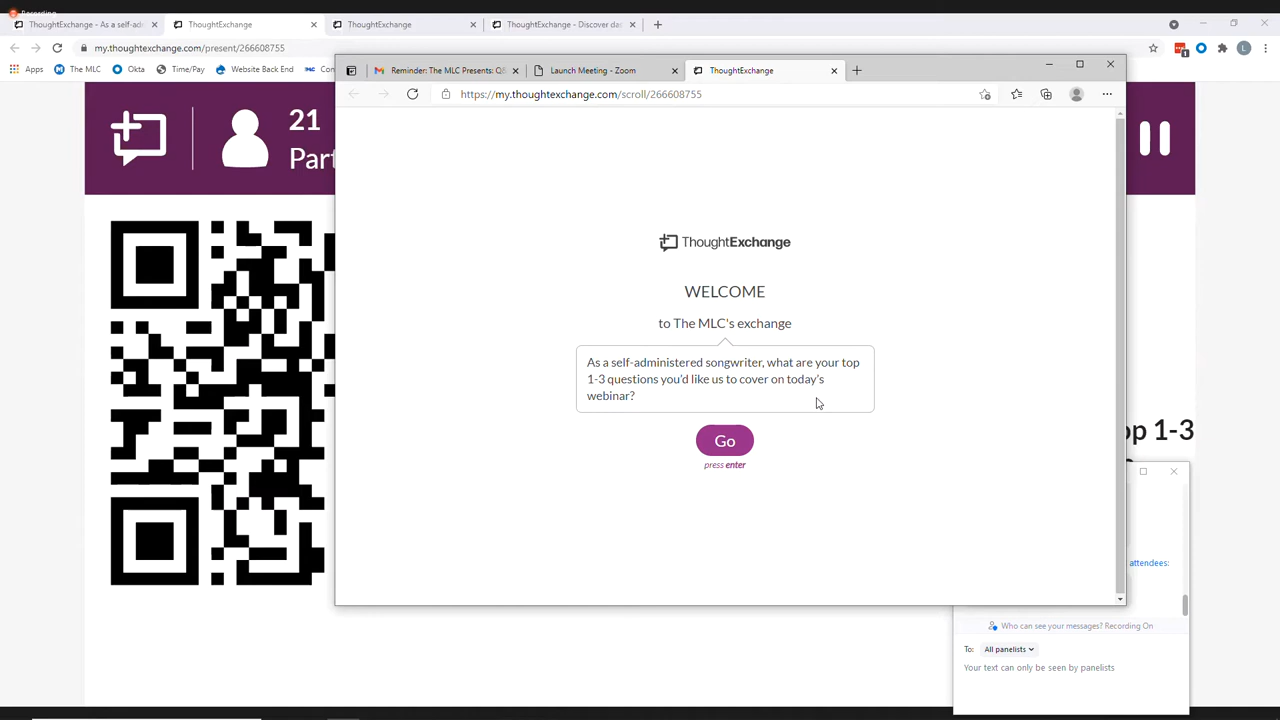 Recording
ThoughtExchange - As a self-ad
ThoughtExchange
ThoughtExchange
ThoughtExchange - Discover da
my.thoughtexchange.com/present/266608755
L
Apps
The MLC
Okta
Time/Pay
Website Back End
Con
21
Part
Reminder: The MLC Presents: Q
Launch Meeting - Zoom
ThoughtExchange
https://my.thoughtexchange.com/scroll/266608755
ThoughtExchange
WELCOME
to The MLC's exchange
As a self-administered songwriter, what are your top
1-3 questions you'd like us to cover on today's
webinar?
Go
press enter
op 1-3
attendees:
Who can see your messages? Recording On
To: All panelists
Your text can only be seen by panelists